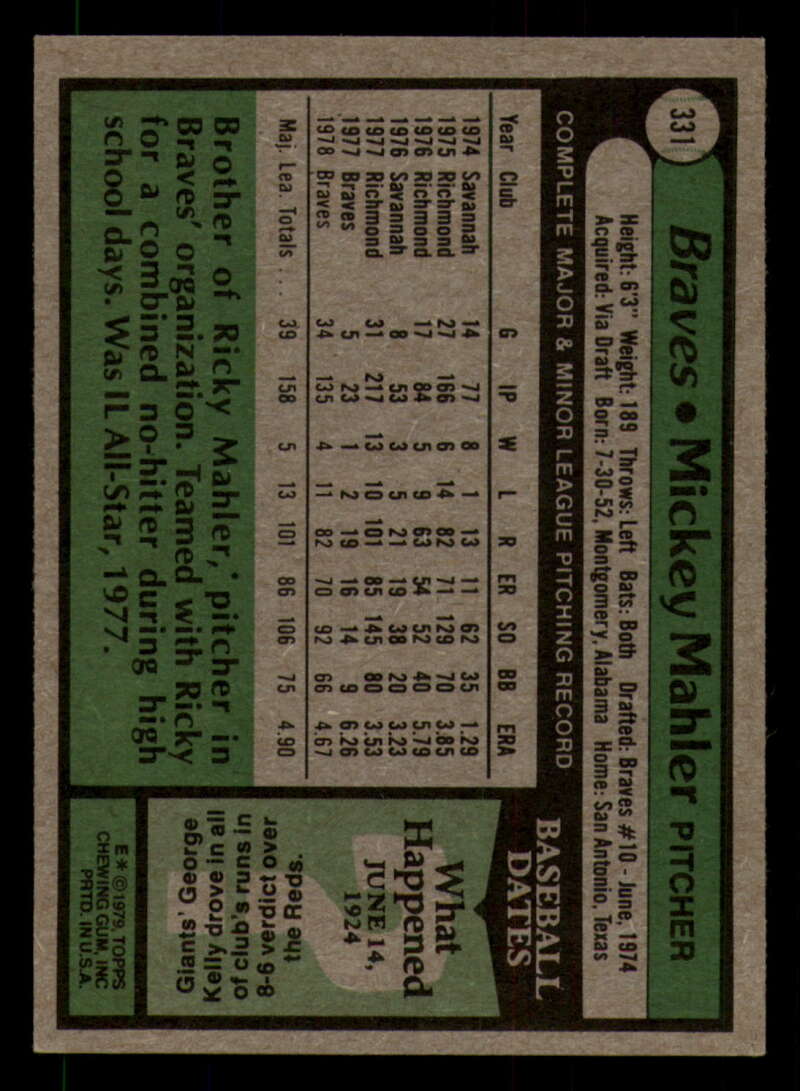 331
Braves • Mickey Mahler PITCHER
Height: 6'3" Weight: 189 Throws: Left Bats: Both Drafted: Braves #10 - June, 1974
Acquired: Via Draft Born: 7-30-52, Montgomery, Alabama Home: San Antonio, Texas
COMPLETE MAJOR & MINOR LEAGUE PITCHING RECORD
Year Club G IP W L R ER SO BB ERA
1974 Savannah 14 77 8 1 13 11 62 35 1.29
1975 Richmond 27 166 6 14 82 71 129 70 3.85
1976 Richmond 17 84 5 9 63 54 52 40 5.79
1976 Savannah 8 53 3 5 21 19 38 20 3.23
1977 Richmond 31 217 13 10 101 85 145 80 3.53
1977 Braves 5 23 1 2 19 16 14 9 6.26
1978 Braves 34 135 4 11 82 70 92 66 4.67
Maj. Lea. Totals . . . 39 158 5 13 101 86 106 75 4.90
Brother of Ricky Mahler, pitcher in
Braves' organization. Teamed with Ricky
for a combined no-hitter during high
school days. Was IL All-Star, 1977.
BASEBALL
DATES
What
Happened
JUNE 14,
1924
Giants' George
Kelly drove in all
of club's runs in
8-6 verdict over
the Reds.
E*© 1979, TOPPS
CHEWING GUM, INC
PRTD. IN U.S.A.